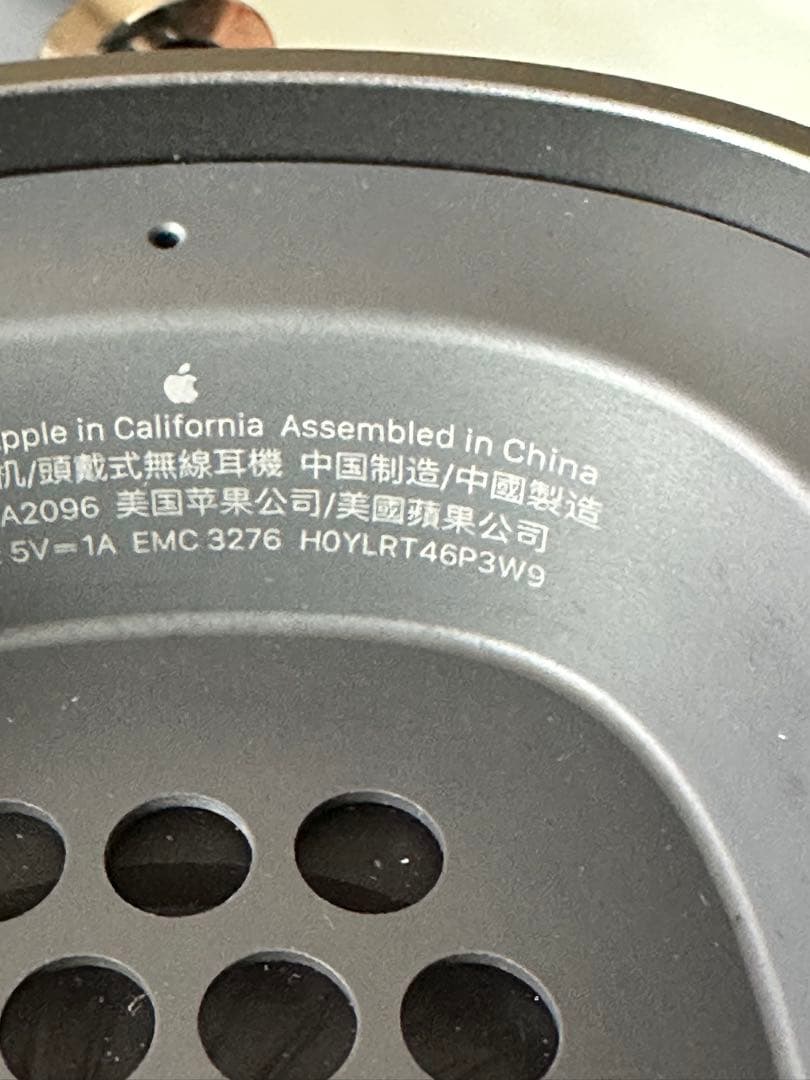 pple in California Assembled in China
机/頭戴式無線耳機 中国制造/中國製造
A2096 美国苹果公司/美國蘋果公司
5V⎓1A EMC 3276 H0YLRT46P3W9